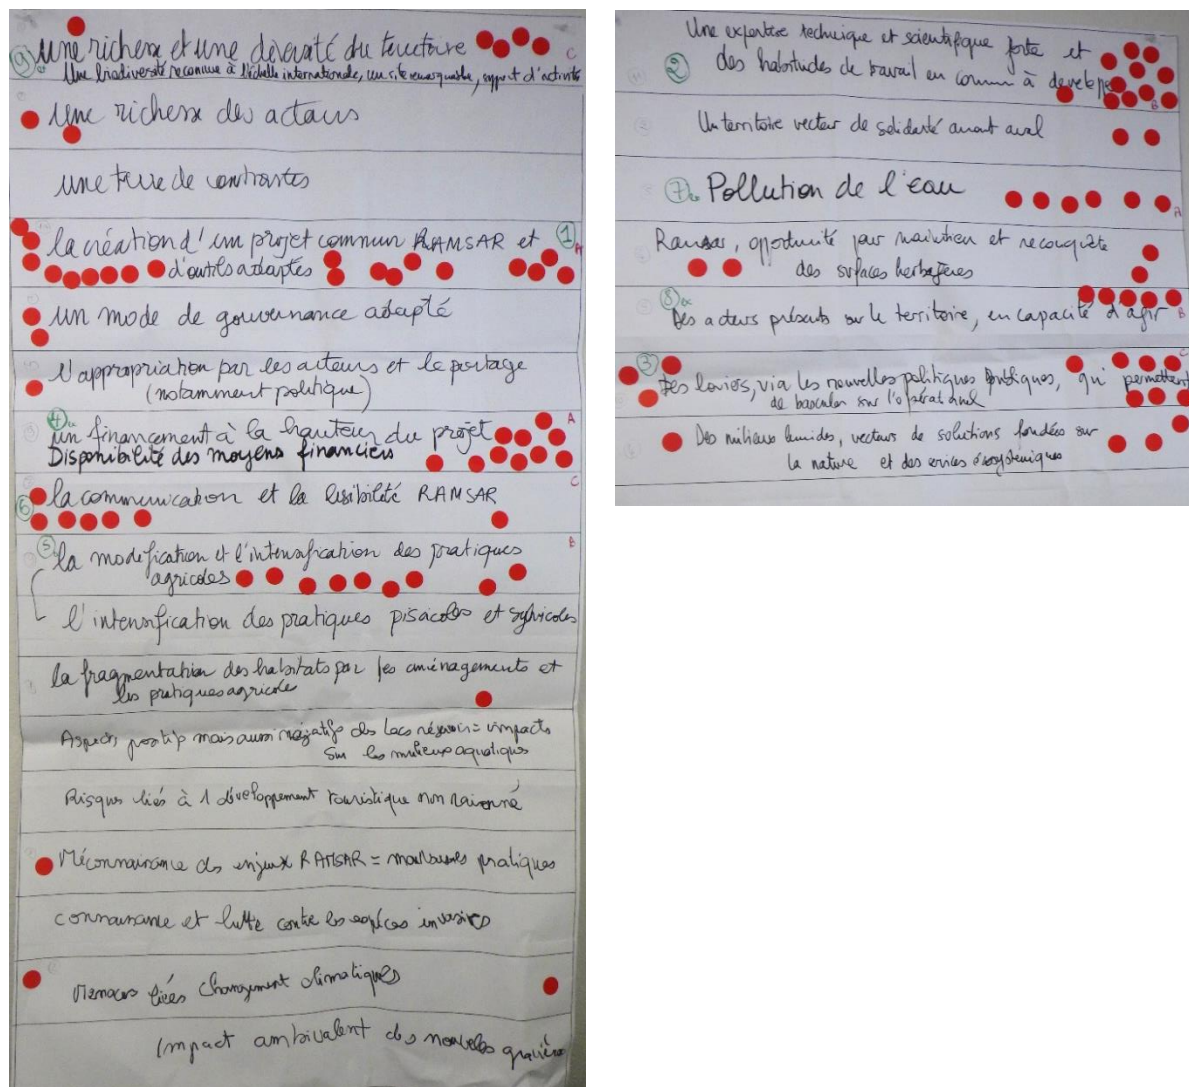 9 une richesse et une diversité du territoire C
Une biodiversité reconnue à l'échelle internationale, un site remarquable, support d'activités
une richesse des acteurs
une terre de contrastes
la création d'un projet commun RAMSAR et 1 A
d'outils adaptés
un mode de gouvernance adapté
l'appropriation par les acteurs et le portage
(notamment politique)
4 A
un financement à la hauteur du projet
Disponibilité des moyens financiers
la communication et la lisibilité RAMSAR C
6
5 la modification et l'intensification des pratiques B
agricoles
l'intensification des pratiques piscicoles et sylvicoles
la fragmentation des habitats par les aménagements et
les pratiques agricole
Aspects positifs mais aussi négatifs des lacs réservoirs = impacts
sur les milieux aquatiques
Risques liés à l développement touristique non raisonné
Méconnaissance des enjeux RAMSAR = mauvaises pratiques
connaissance et lutte contre les espèces invasives
Menaces liées changement climatiques
Impact ambivalent des nouvelles gravières
Une expertise technique et scientifique forte et
2 des habitudes de travail en commun à développer B
Un territoire vecteur de solidarité amont aval
7 Pollution de l'eau A
Ramsar, opportunité pour maintien et reconquête
des surfaces herbagères
8
Des acteurs présents sur le territoire, en capacité d'agir B
3 C
Des leviers, via les nouvelles politiques publiques, qui permettent
de basculer sur l'opérationnel
Des milieux humides, vecteurs de solutions fondées sur
la nature et des services écosystémiques